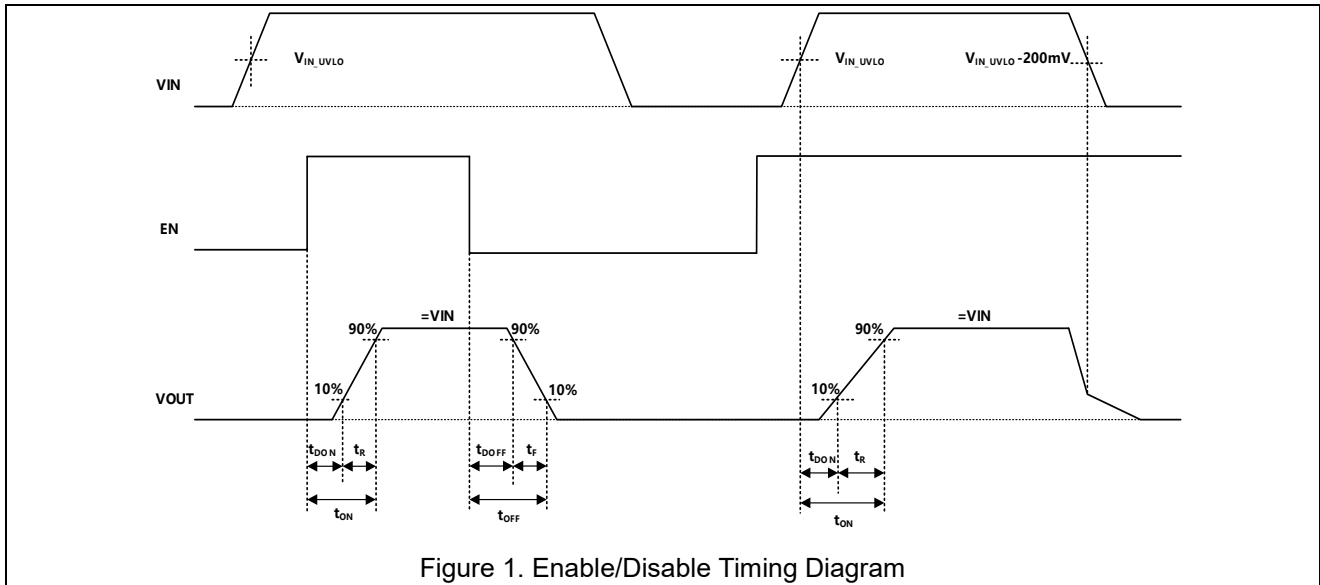 V_IN_UVLO
V_IN_UVLO
V_IN_UVLO -200mV
VIN
EN
=VIN
=VIN
90%
90%
90%
10%
10%
10%
VOUT
t_DON
t_R
t_DOFF
t_F
t_DON
t_R
t_ON
t_OFF
t_ON
Figure 1. Enable/Disable Timing Diagram